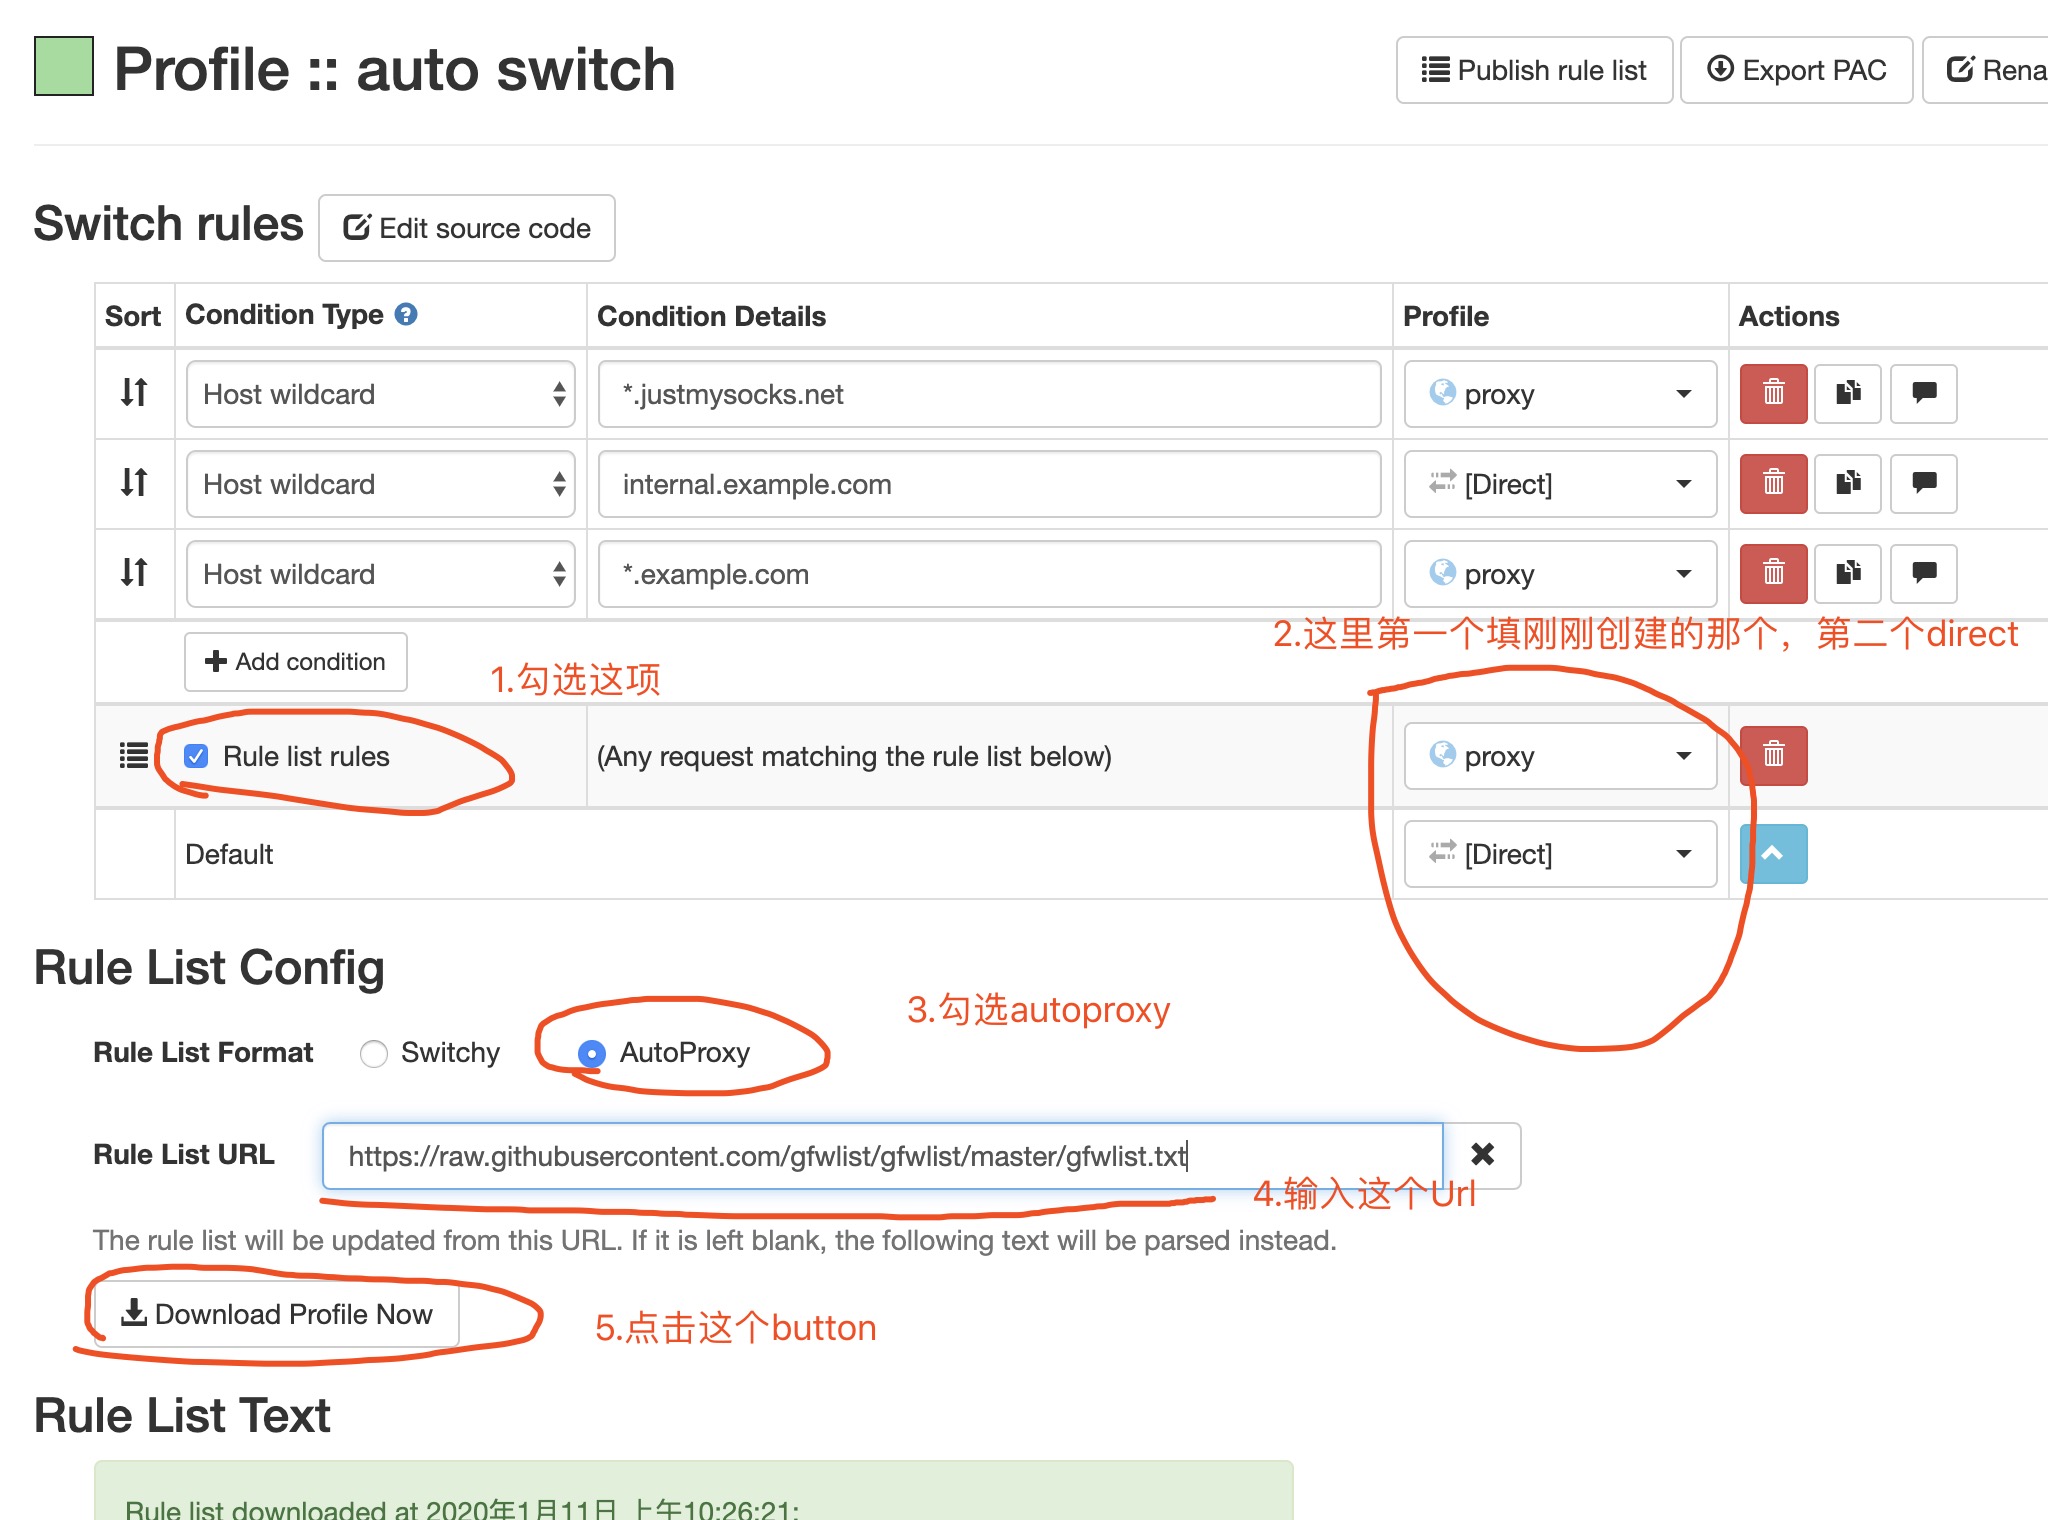 Profile :: auto switch
Publish rule list
Export PAC
Rena
Switch rules
Edit source code
Sort
Condition Type ?
Condition Details
Profile
Actions
Host wildcard
*.justmysocks.net
proxy
Host wildcard
internal.example.com
[Direct]
Host wildcard
*.example.com
proxy
2.这里第一个填刚刚创建的那个，第二个direct
Add condition
1.勾选这项
Rule list rules
(Any request matching the rule list below)
proxy
Default
[Direct]
Rule List Config
3.勾选autoproxy
Rule List Format
Switchy
AutoProxy
Rule List URL
https://raw.githubusercontent.com/gfwlist/gfwlist/master/gfwlist.txt
4.输入这个Url
The rule list will be updated from this URL. If it is left blank, the following text will be parsed instead.
Download Profile Now
5.点击这个button
Rule List Text
Rule list downloaded at 2020年1月11日 上午10:26:21: